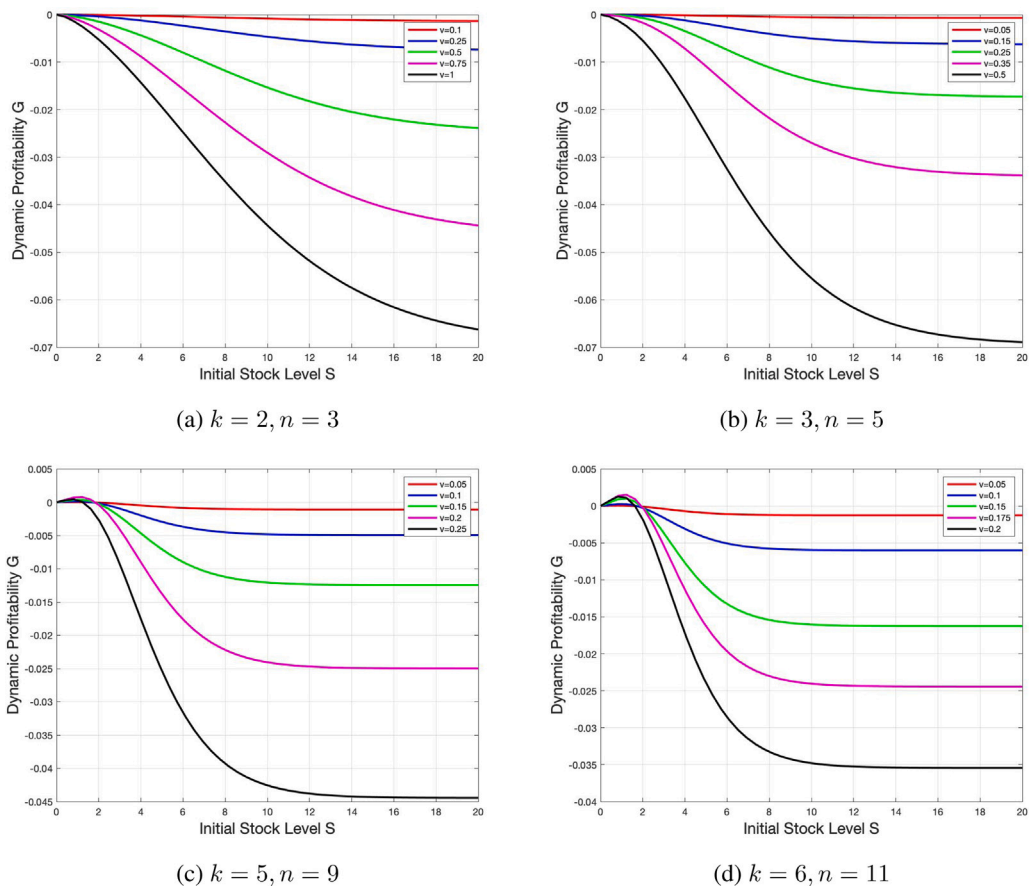 0
-0.01
-0.02
-0.03
-0.04
-0.05
-0.06
-0.07
Dynamic Profitability G
v=0.1
v=0.25
v=0.5
v=0.75
v=1
0 2 4 6 8 10 12 14 16 18 20
Initial Stock Level S
(a) k = 2, n = 3
0
-0.01
-0.02
-0.03
-0.04
-0.05
-0.06
-0.07
Dynamic Profitability G
v=0.05
v=0.15
v=0.25
v=0.35
v=0.5
0 2 4 6 8 10 12 14 16 18 20
Initial Stock Level S
(b) k = 3, n = 5
0.005
0
-0.005
-0.01
-0.015
-0.02
-0.025
-0.03
-0.035
-0.04
-0.045
Dynamic Profitability G
v=0.05
v=0.1
v=0.15
v=0.2
v=0.25
0 2 4 6 8 10 12 14 16 18 20
Initial Stock Level S
(c) k = 5, n = 9
0.005
0
-0.005
-0.01
-0.015
-0.02
-0.025
-0.03
-0.035
-0.04
Dynamic Profitability G
v=0.05
v=0.1
v=0.15
v=0.175
v=0.2
0 2 4 6 8 10 12 14 16 18 20
Initial Stock Level S
(d) k = 6, n = 11